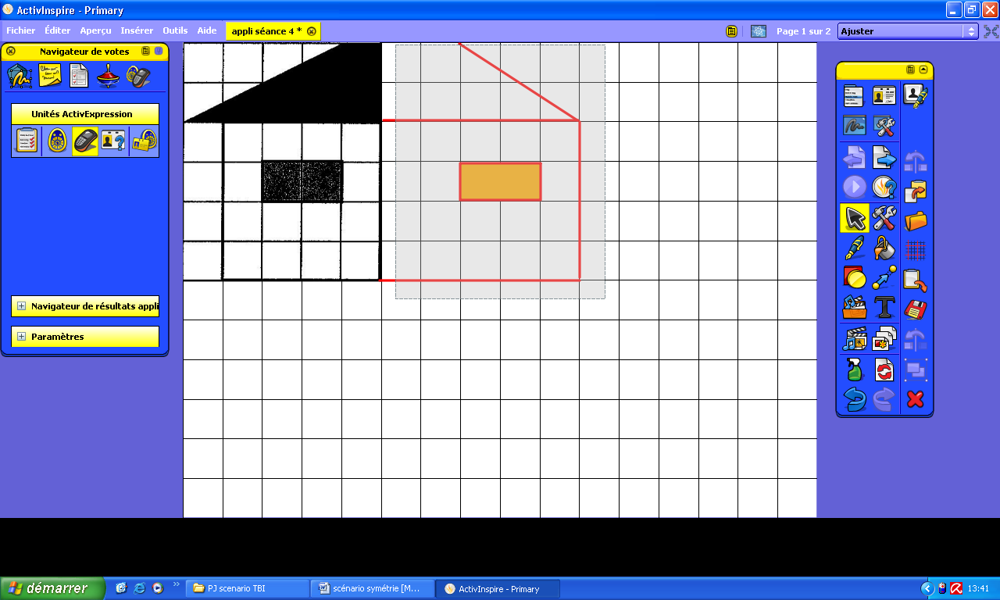 ActivInspire - Primary
Fichier Éditer Aperçu Insérer Outils Aide appli séance 4 * Page 1 sur 2 Ajuster
Navigateur de votes
Unités ActivExpression
Navigateur de résultats appli
Paramètres
démarrer » PJ scenario TBI scénario symétrie [M... ActivInspire - Primary 13:41